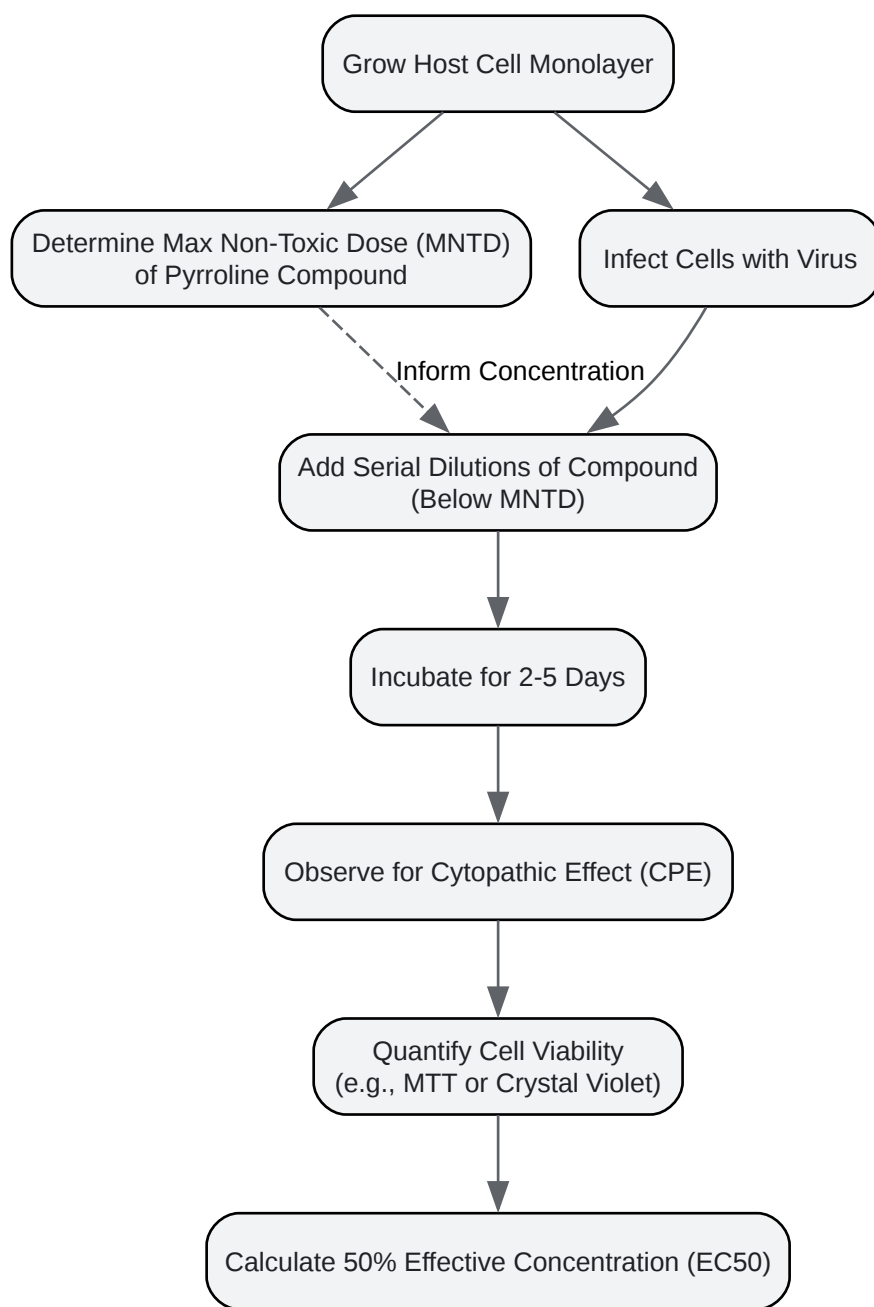 Grow Host Cell Monolayer
Determine Max Non-Toxic Dose (MNTD)
of Pyrroline Compound
Infect Cells with Virus
Inform Concentration
Add Serial Dilutions of Compound
(Below MNTD)
Incubate for 2-5 Days
Observe for Cytopathic Effect (CPE)
Quantify Cell Viability
(e.g., MTT or Crystal Violet)
Calculate 50% Effective Concentration (EC50)